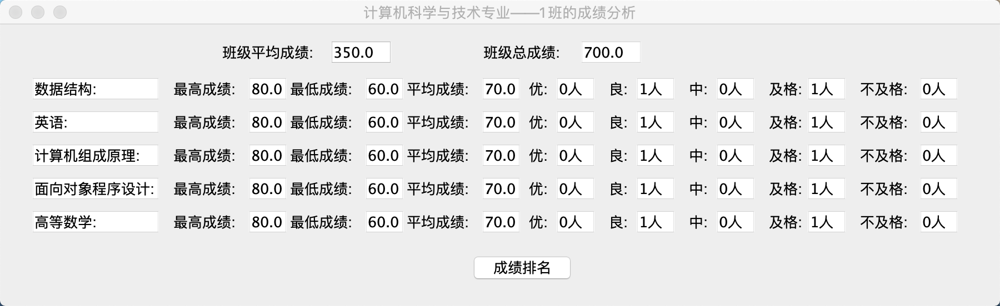 计算机科学与技术专业——1班的成绩分析
班级平均成绩: 350.0 班级总成绩: 700.0
数据结构: 最高成绩: 80.0 最低成绩: 60.0 平均成绩: 70.0 优: 0人 良: 1人 中: 0人 及格: 1人 不及格: 0人
英语: 最高成绩: 80.0 最低成绩: 60.0 平均成绩: 70.0 优: 0人 良: 1人 中: 0人 及格: 1人 不及格: 0人
计算机组成原理: 最高成绩: 80.0 最低成绩: 60.0 平均成绩: 70.0 优: 0人 良: 1人 中: 0人 及格: 1人 不及格: 0人
面向对象程序设计: 最高成绩: 80.0 最低成绩: 60.0 平均成绩: 70.0 优: 0人 良: 1人 中: 0人 及格: 1人 不及格: 0人
高等数学: 最高成绩: 80.0 最低成绩: 60.0 平均成绩: 70.0 优: 0人 良: 1人 中: 0人 及格: 1人 不及格: 0人
成绩排名